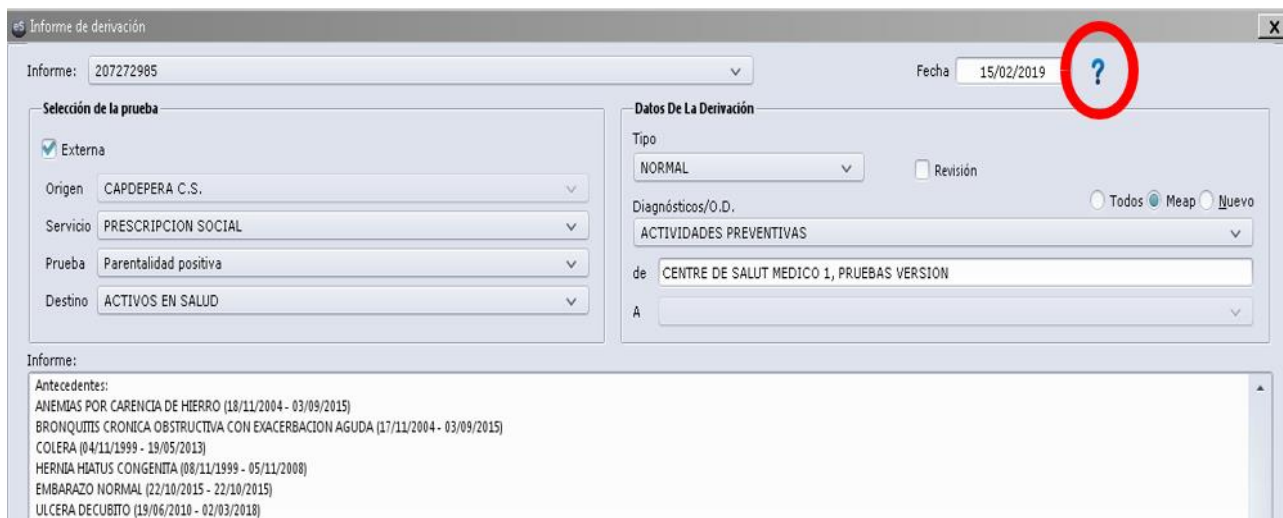 eS Informe de derivación X
Informe: 207272985 Fecha 15/02/2019 ?
Selección de la prueba
Externa
Origen CAPDEPERA C.S.
Servicio PRESCRIPCION SOCIAL
Prueba Parentalidad positiva
Destino ACTIVOS EN SALUD
Datos De La Derivación
Tipo
NORMAL Revisión
Diagnósticos/O.D. Todos Meap Nuevo
ACTIVIDADES PREVENTIVAS
de CENTRE DE SALUT MEDICO 1, PRUEBAS VERSION
A
Informe:
Antecedentes:
ANEMIAS POR CARENCIA DE HIERRO (18/11/2004 - 03/09/2015)
BRONQUITIS CRONICA OBSTRUCTIVA CON EXACERBACION AGUDA (17/11/2004 - 03/09/2015)
COLERA (04/11/1999 - 19/05/2013)
HERNIA HIATUS CONGENITA (08/11/1999 - 05/11/2008)
EMBARAZO NORMAL (22/10/2015 - 22/10/2015)
ULCERA DECUBITO (19/06/2010 - 02/03/2018)